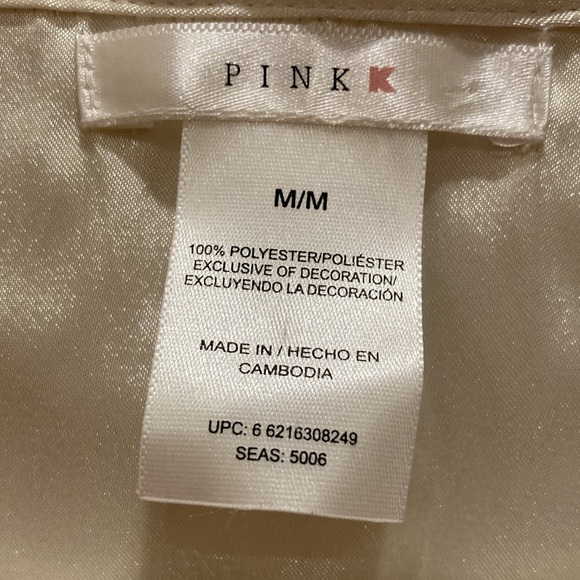 PINK K
M/M
100% POLYESTER/POLIÉSTER
EXCLUSIVE OF DECORATION/
EXCLUYENDO LA DECORACIÓN
MADE IN / HECHO EN
CAMBODIA
UPC: 6 6216308249
SEAS: 5006